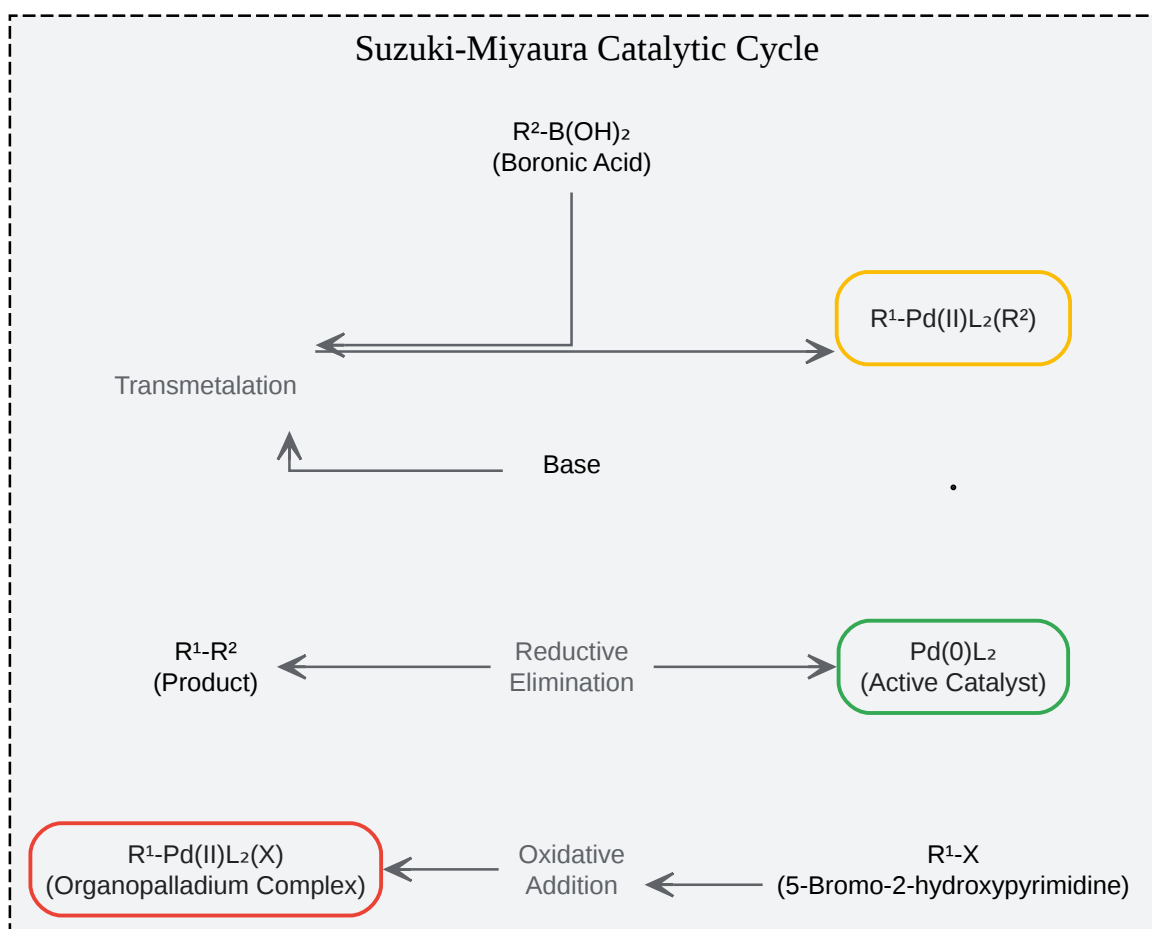 Suzuki-Miyaura Catalytic Cycle
R²-B(OH)₂
(Boronic Acid)
R¹-Pd(II)L₂(R²)
Transmetalation
Base
R¹-R²
(Product)
Reductive
Elimination
Pd(0)L₂
(Active Catalyst)
R¹-Pd(II)L₂(X)
(Organopalladium Complex)
Oxidative
Addition
R¹-X
(5-Bromo-2-hydroxypyrimidine)